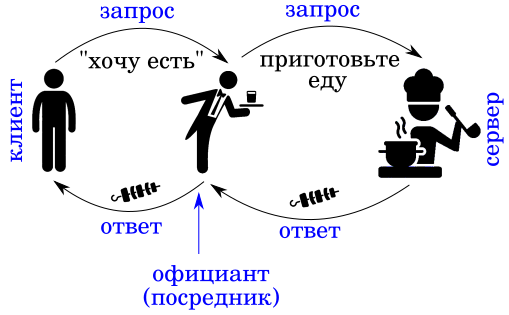 запрос
запрос
"хочу есть"
приготовьте
еду
клиент
сервер
ответ
ответ
официант
(посредник)